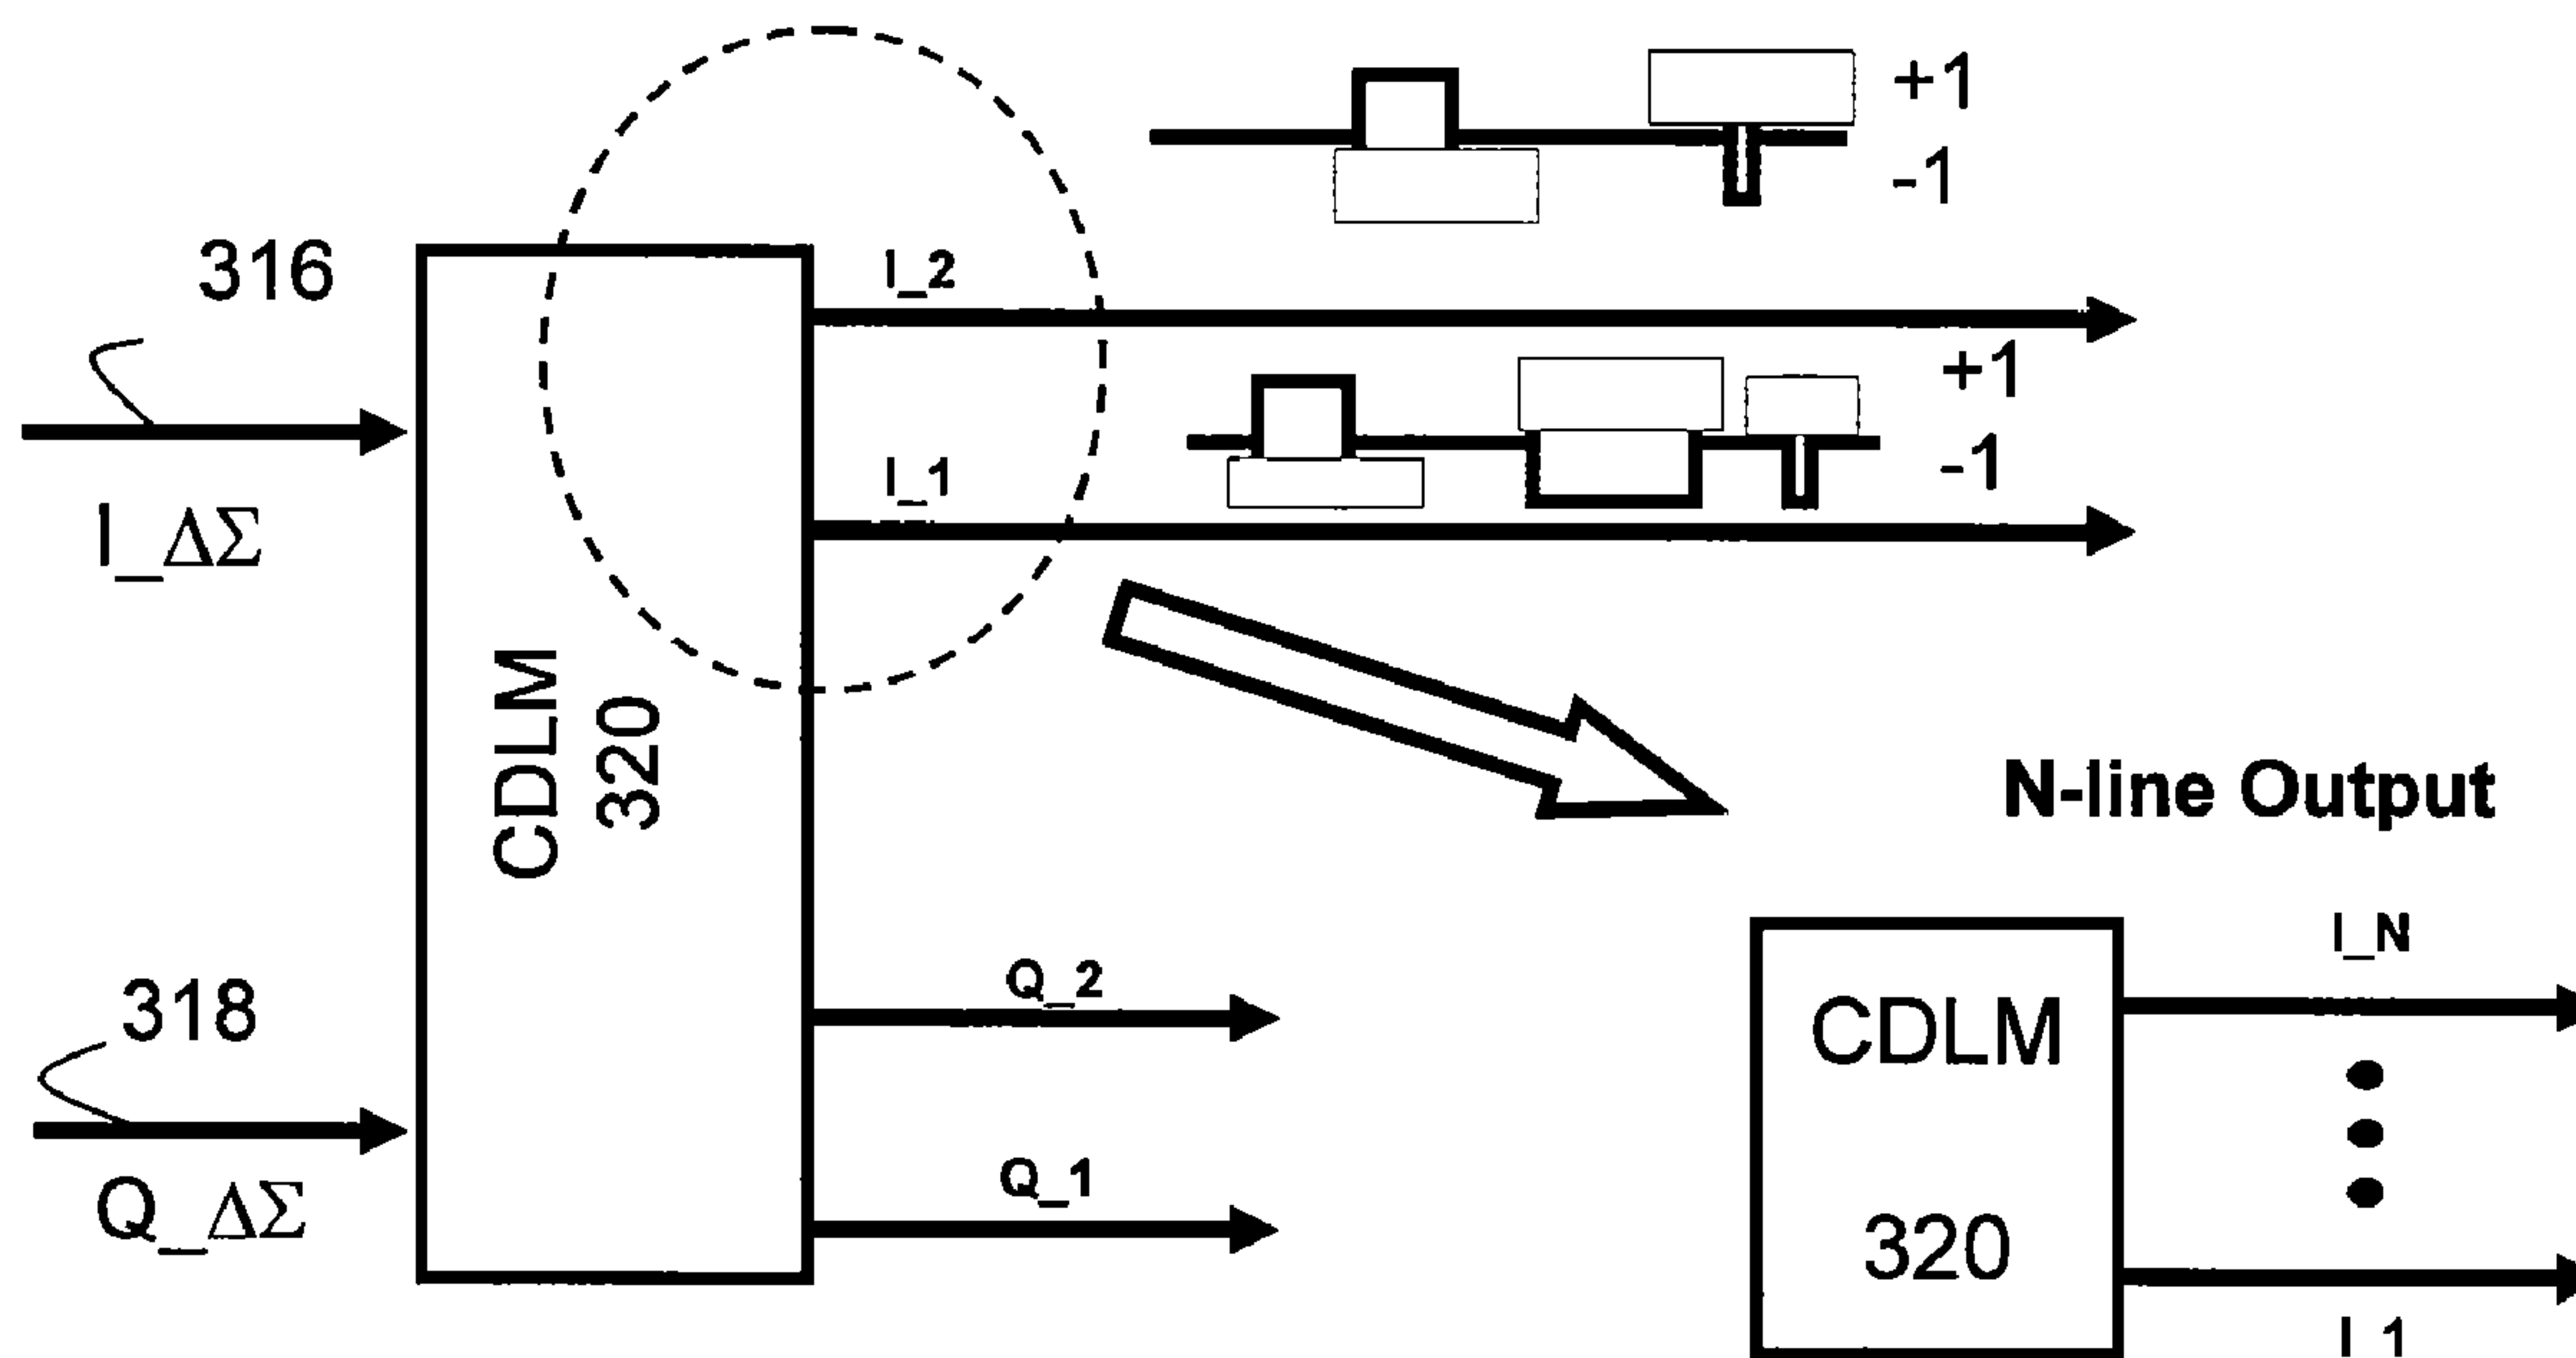 +1
-1
316
I_2
+1
I_1
-1
I_ΔΣ
CDLM
320
N-line Output
318
Q_2
I_N
CDLM
Q_ΔΣ
Q_1
320
I_1